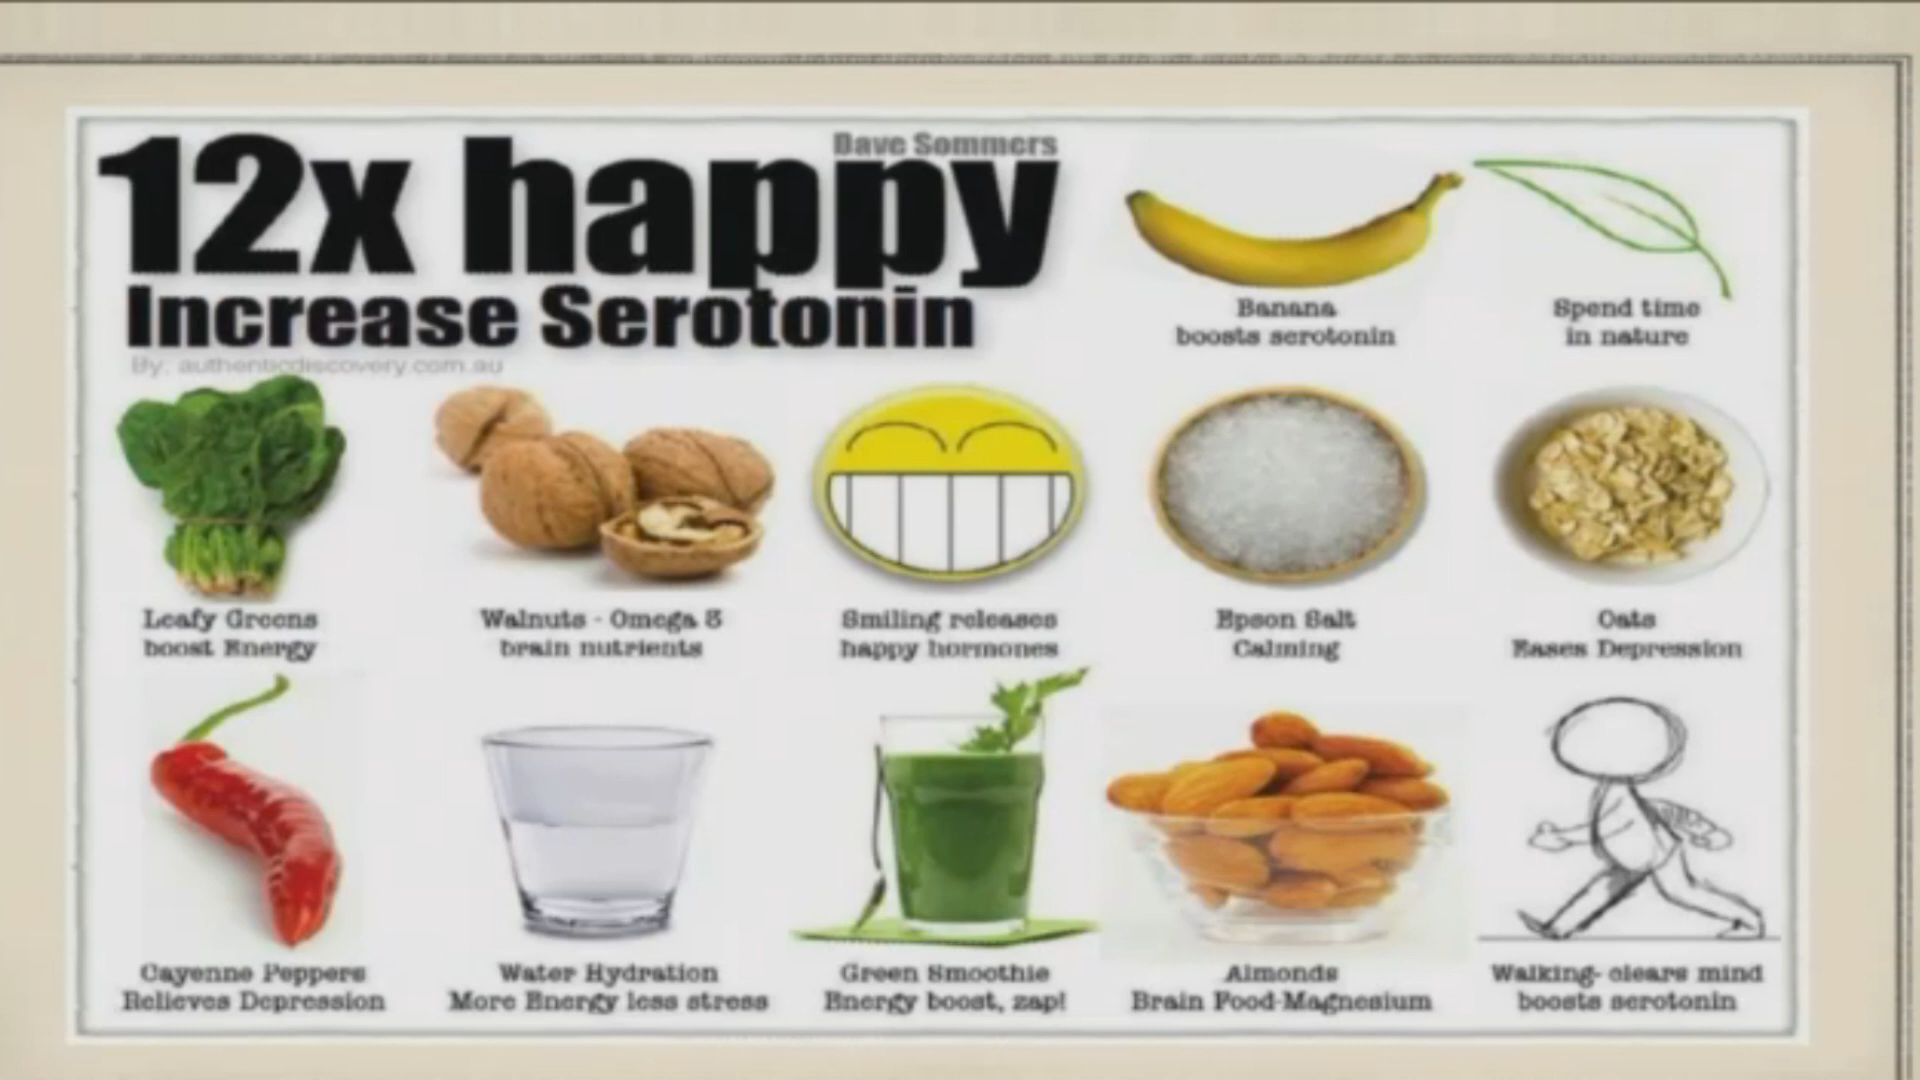 Dave Sommers
12x happy
Increase Serotonin
By: authenticdiscovery.com.au
Banana
boosts serotonin
Spend time
in nature
Leafy Greens
boost Energy
Walnuts - Omega 3
brain nutrients
Smiling releases
happy hormones
Epson Salt
Calming
Oats
Eases Depression
Cayenne Peppers
Relieves Depression
Water Hydration
More Energy less stress
Green Smoothie
Energy boost, zap!
Almonds
Brain Food-Magnesium
Walking- clears mind
boosts serotonin